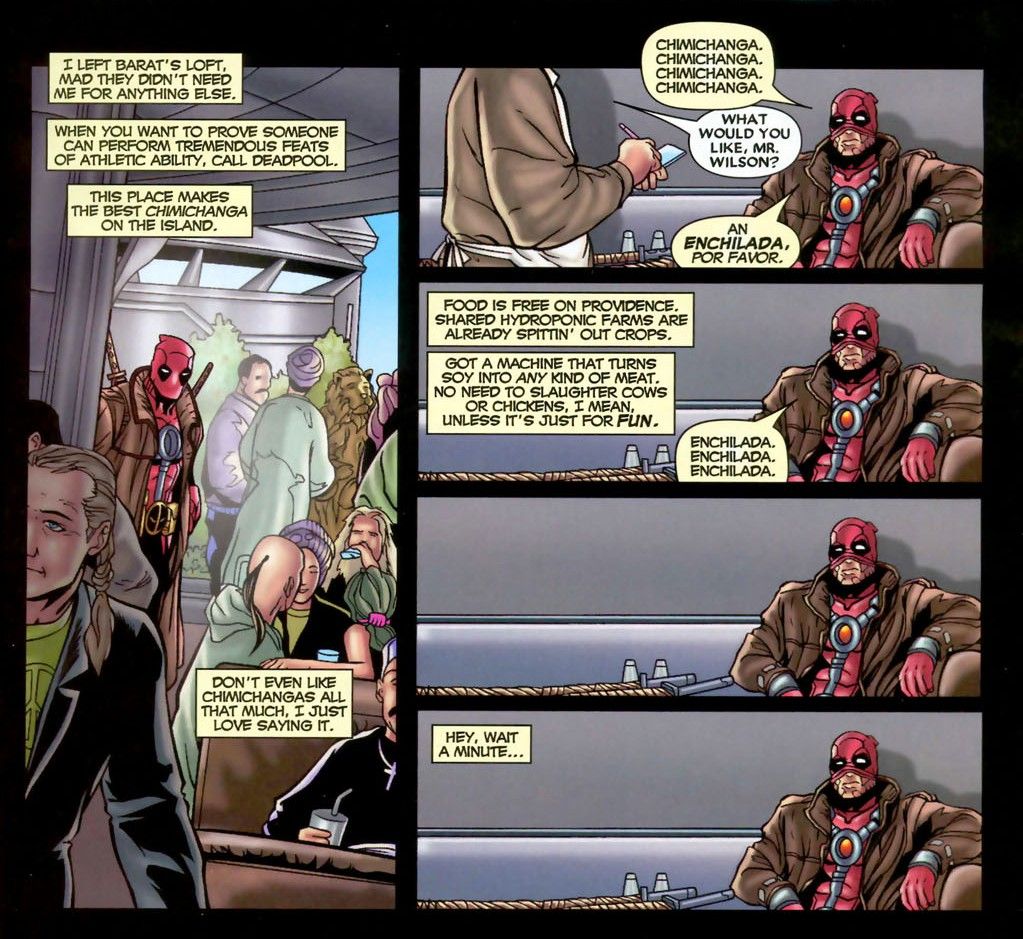 I LEFT BARAT'S LOFT,
MAD THEY DIDN'T NEED
ME FOR ANYTHING ELSE.
WHEN YOU WANT TO PROVE SOMEONE
CAN PERFORM TREMENDOUS FEATS
OF ATHLETIC ABILITY, CALL DEADPOOL.
THIS PLACE MAKES
THE BEST CHIMICHANGA
ON THE ISLAND.
DON'T EVEN LIKE
CHIMICHANGAS ALL
THAT MUCH, I JUST
LOVE SAYING IT.
CHIMICHANGA.
CHIMICHANGA.
CHIMICHANGA.
CHIMICHANGA.
WHAT
WOULD YOU
LIKE, MR.
WILSON?
AN
ENCHILADA,
POR FAVOR.
FOOD IS FREE ON PROVIDENCE.
SHARED HYDROPONIC FARMS ARE
ALREADY SPITTIN' OUT CROPS.
GOT A MACHINE THAT TURNS
SOY INTO ANY KIND OF MEAT.
NO NEED TO SLAUGHTER COWS
OR CHICKENS, I MEAN,
UNLESS IT'S JUST FOR FUN.
ENCHILADA.
ENCHILADA.
ENCHILADA.
HEY, WAIT
A MINUTE...